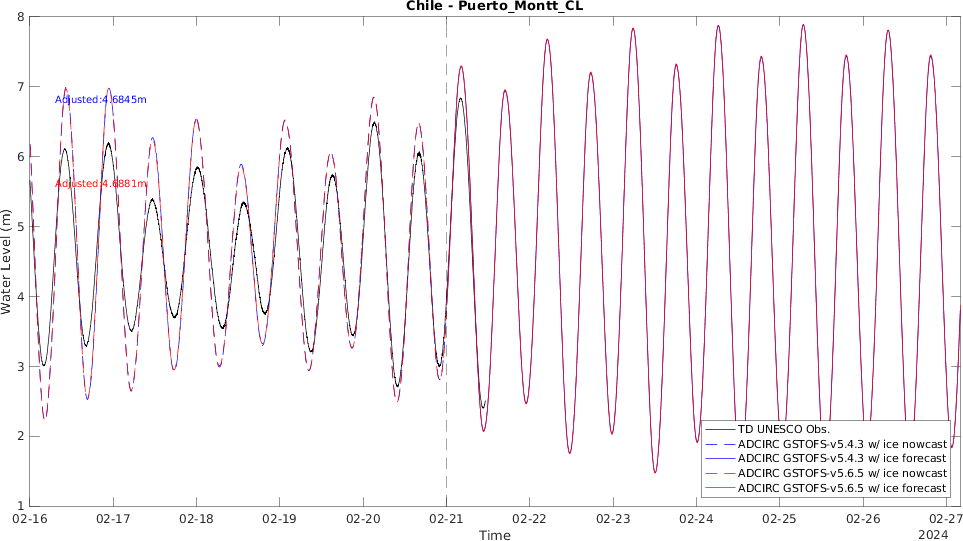 Chile - Puerto_Montt_CL
8
7
6
5
4
3
2
1
Water Level (m)
Adjusted:4.6845m
Adjusted:4.6881m
TD UNESCO Obs.
ADCIRC GSTOFS-v5.4.3 w/ ice nowcast
ADCIRC GSTOFS-v5.4.3 w/ ice forecast
ADCIRC GSTOFS-v5.6.5 w/ ice nowcast
ADCIRC GSTOFS-v5.6.5 w/ ice forecast
02-16 02-17 02-18 02-19 02-20 02-21 02-22 02-23 02-24 02-25 02-26 02-27
Time
2024